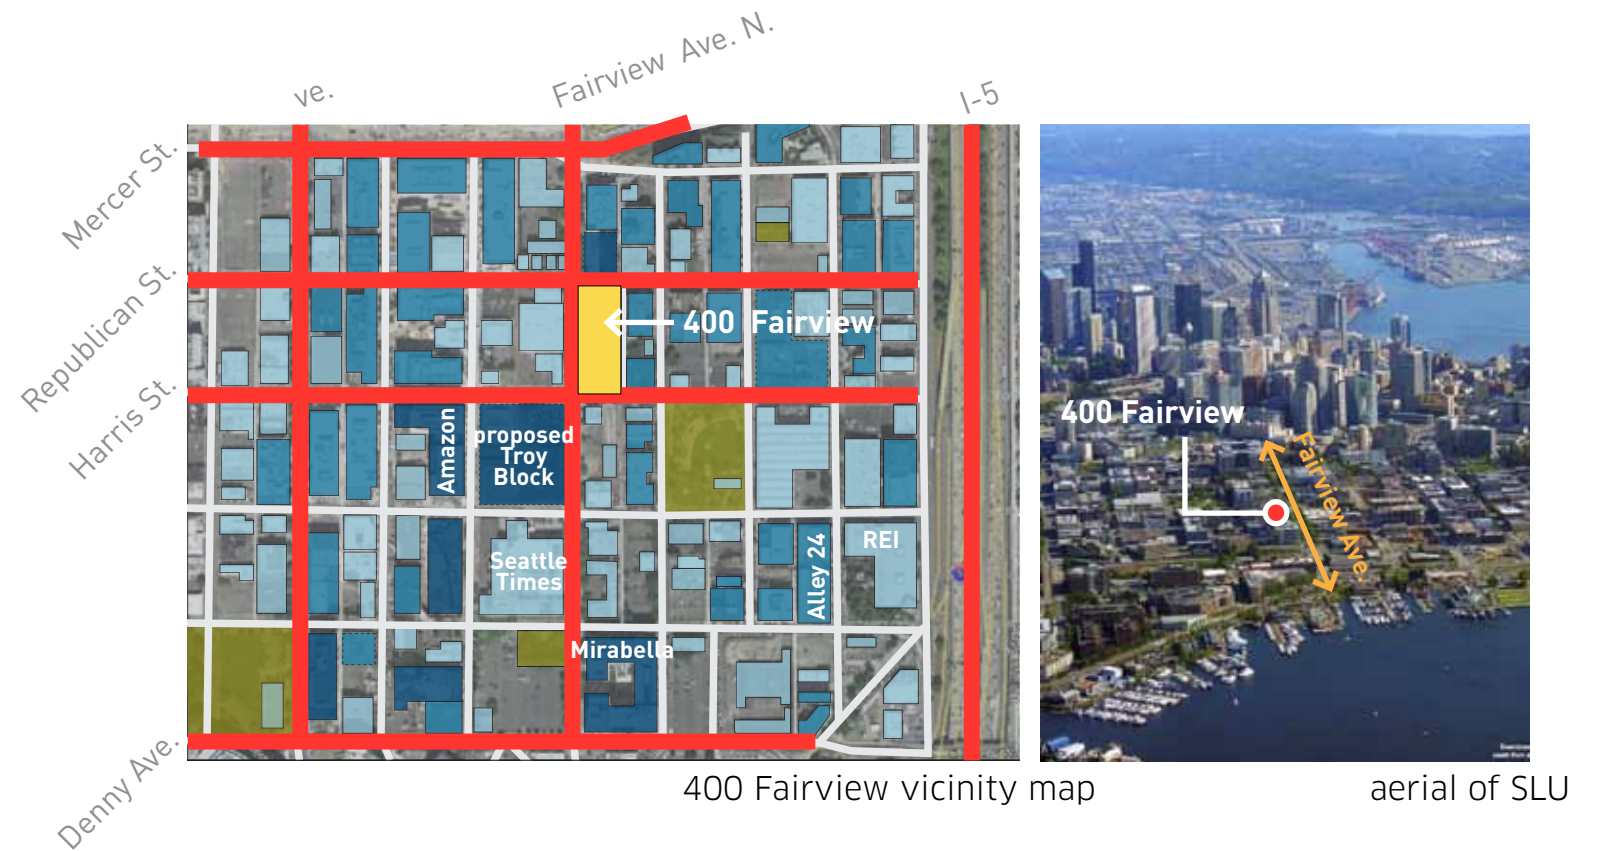 ve.
Fairview Ave. N.
I-5
Mercer St.
Republican St.
Harris St.
Denny Ave.
400 Fairview
Amazon
proposed
Troy
Block
Seattle
Times
Alley 24
REI
Mirabella
400 Fairview
Fairview Ave.
400 Fairview vicinity map
aerial of SLU